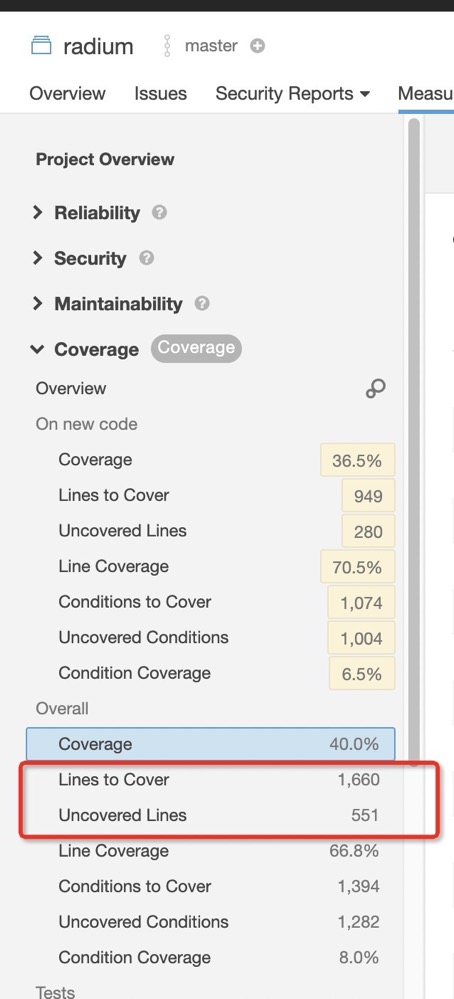 radium master
Overview Issues Security Reports Measu
Project Overview
Reliability ?
Security ?
Maintainability ?
Coverage Coverage
Overview
On new code
Coverage 36.5%
Lines to Cover 949
Uncovered Lines 280
Line Coverage 70.5%
Conditions to Cover 1,074
Uncovered Conditions 1,004
Condition Coverage 6.5%
Overall
Coverage 40.0%
Lines to Cover 1,660
Uncovered Lines 551
Line Coverage 66.8%
Conditions to Cover 1,394
Uncovered Conditions 1,282
Condition Coverage 8.0%
Tests